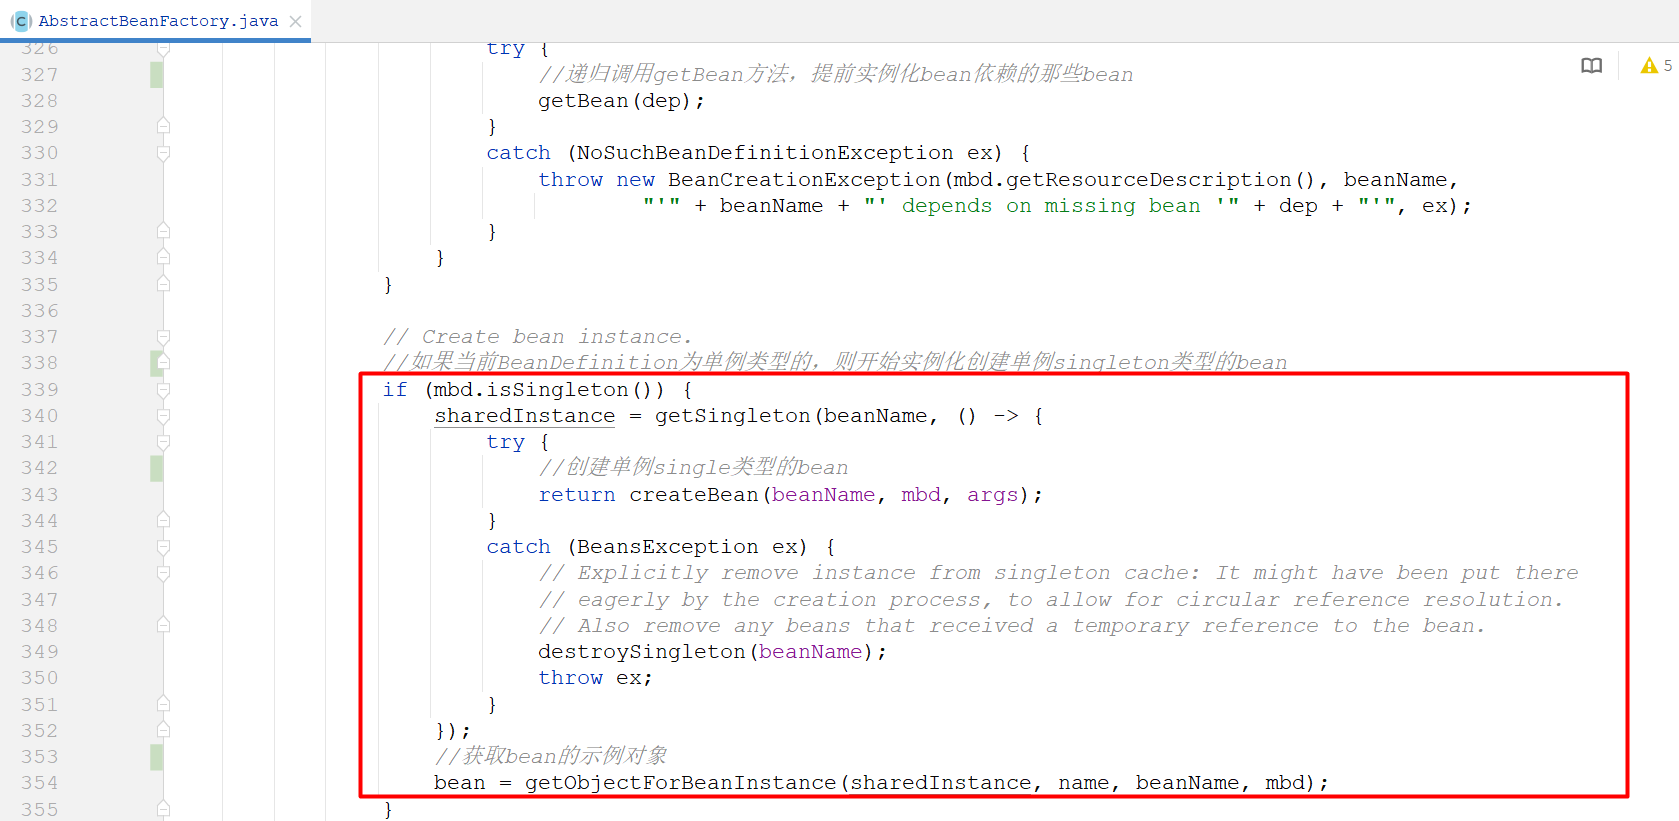 AbstractBeanFactory.java
5
326 try {
327 //递归调用getBean方法，提前实例化bean依赖的那些bean
328 getBean(dep);
329 }
330 catch (NoSuchBeanDefinitionException ex) {
331 throw new BeanCreationException(mbd.getResourceDescription(), beanName,
332 "'" + beanName + "' depends on missing bean '" + dep + "'", ex);
333 }
334 }
335 }
336
337 // Create bean instance.
338 //如果当前BeanDefinition为单例类型的，则开始实例化创建单例singleton类型的bean
339 if (mbd.isSingleton()) {
340 sharedInstance = getSingleton(beanName, () -> {
341 try {
342 //创建单例single类型的bean
343 return createBean(beanName, mbd, args);
344 }
345 catch (BeansException ex) {
346 // Explicitly remove instance from singleton cache: It might have been put there
347 // eagerly by the creation process, to allow for circular reference resolution.
348 // Also remove any beans that received a temporary reference to the bean.
349 destroySingleton(beanName);
350 throw ex;
351 }
352 });
353 //获取bean的示例对象
354 bean = getObjectForBeanInstance(sharedInstance, name, beanName, mbd);
355 }